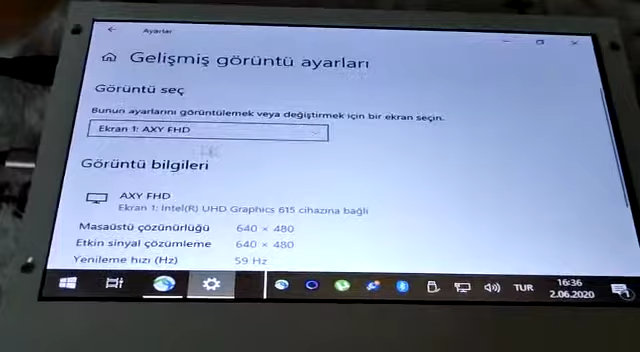 Ayarlar
Gelişmiş görüntü ayarları
Görüntü seç
Bunun ayarlarını görüntülemek veya değiştirmek için bir ekran seçin.
Ekran 1: AXY FHD
Görüntü bilgileri
AXY FHD
Ekran 1: Intel(R) UHD Graphics 615 cihazına bağlı
Masaüstü çözünürlüğü 640 × 480
Etkin sinyal çözümleme 640 × 480
Yenileme hızı (Hz) 59 Hz
TUR
16:36
2.06.2020
1